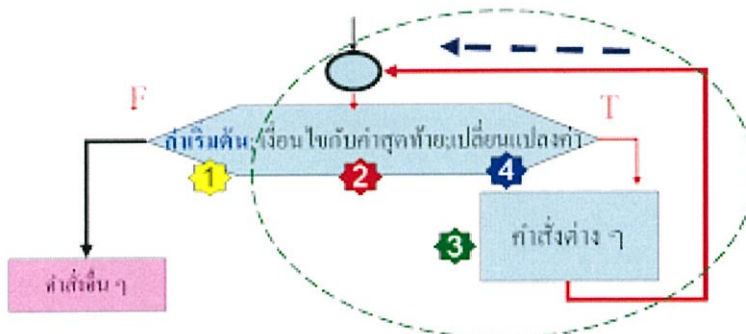 F
T
ค่าเริ่มต้น;เงื่อนไขกับค่าสุดท้าย;เปลี่ยนแปลงค่า
1
2
4
3
คำสั่งต่าง ๆ
คำสั่งอื่น ๆ